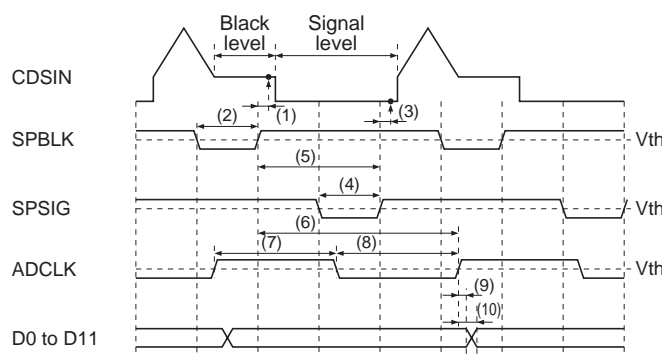 Black level
Signal level
CDSIN
(1)
(3)
(2)
SPBLK
Vth
(5)
(4)
SPSIG
Vth
(6)
(7)
(8)
ADCLK
Vth
(9)
(10)
D0 to D11